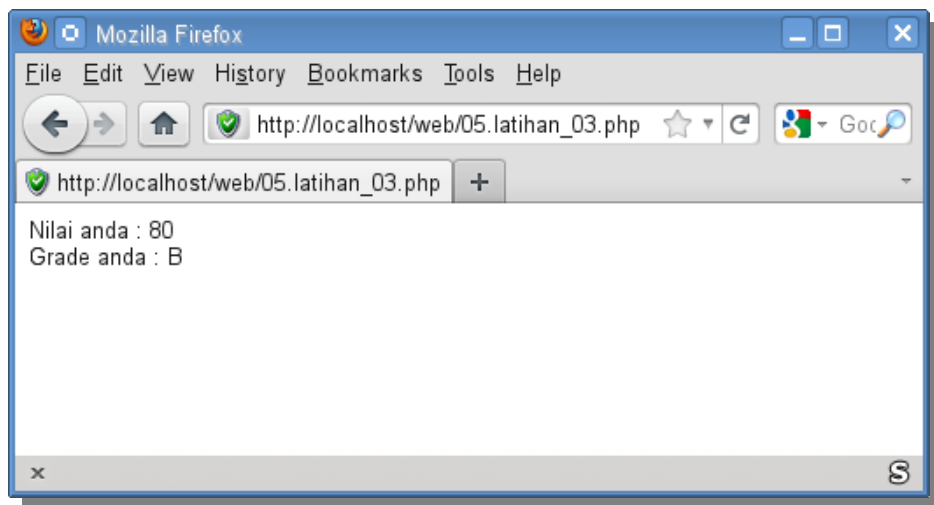 Mozilla Firefox
File Edit View History Bookmarks Tools Help
http://localhost/web/05.latihan_03.php
Goo
http://localhost/web/05.latihan_03.php
Nilai anda : 80
Grade anda : B
S